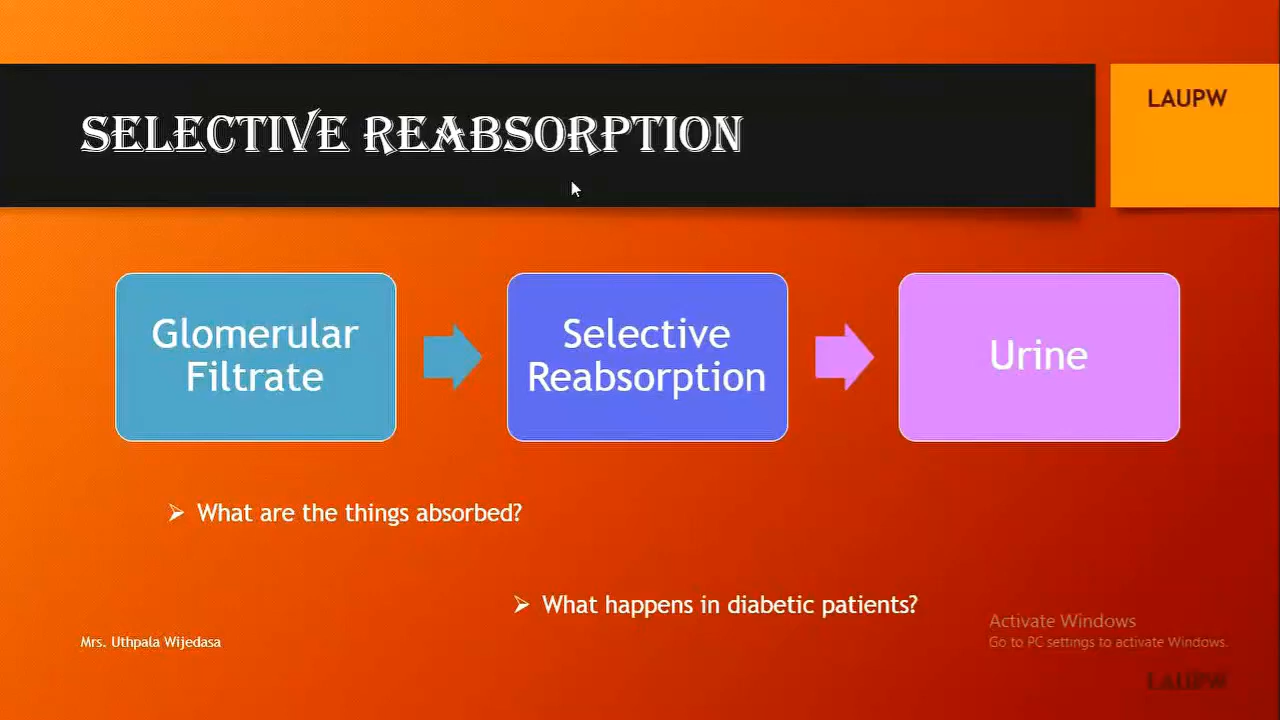 SELECTIVE REABSORPTION
LAUPW
Glomerular
Filtrate
Selective
Reabsorption
Urine
What are the things absorbed?
What happens in diabetic patients?
Mrs. Uthpala Wijedasa
Activate Windows
Go to PC settings to activate Windows.
LAUPW